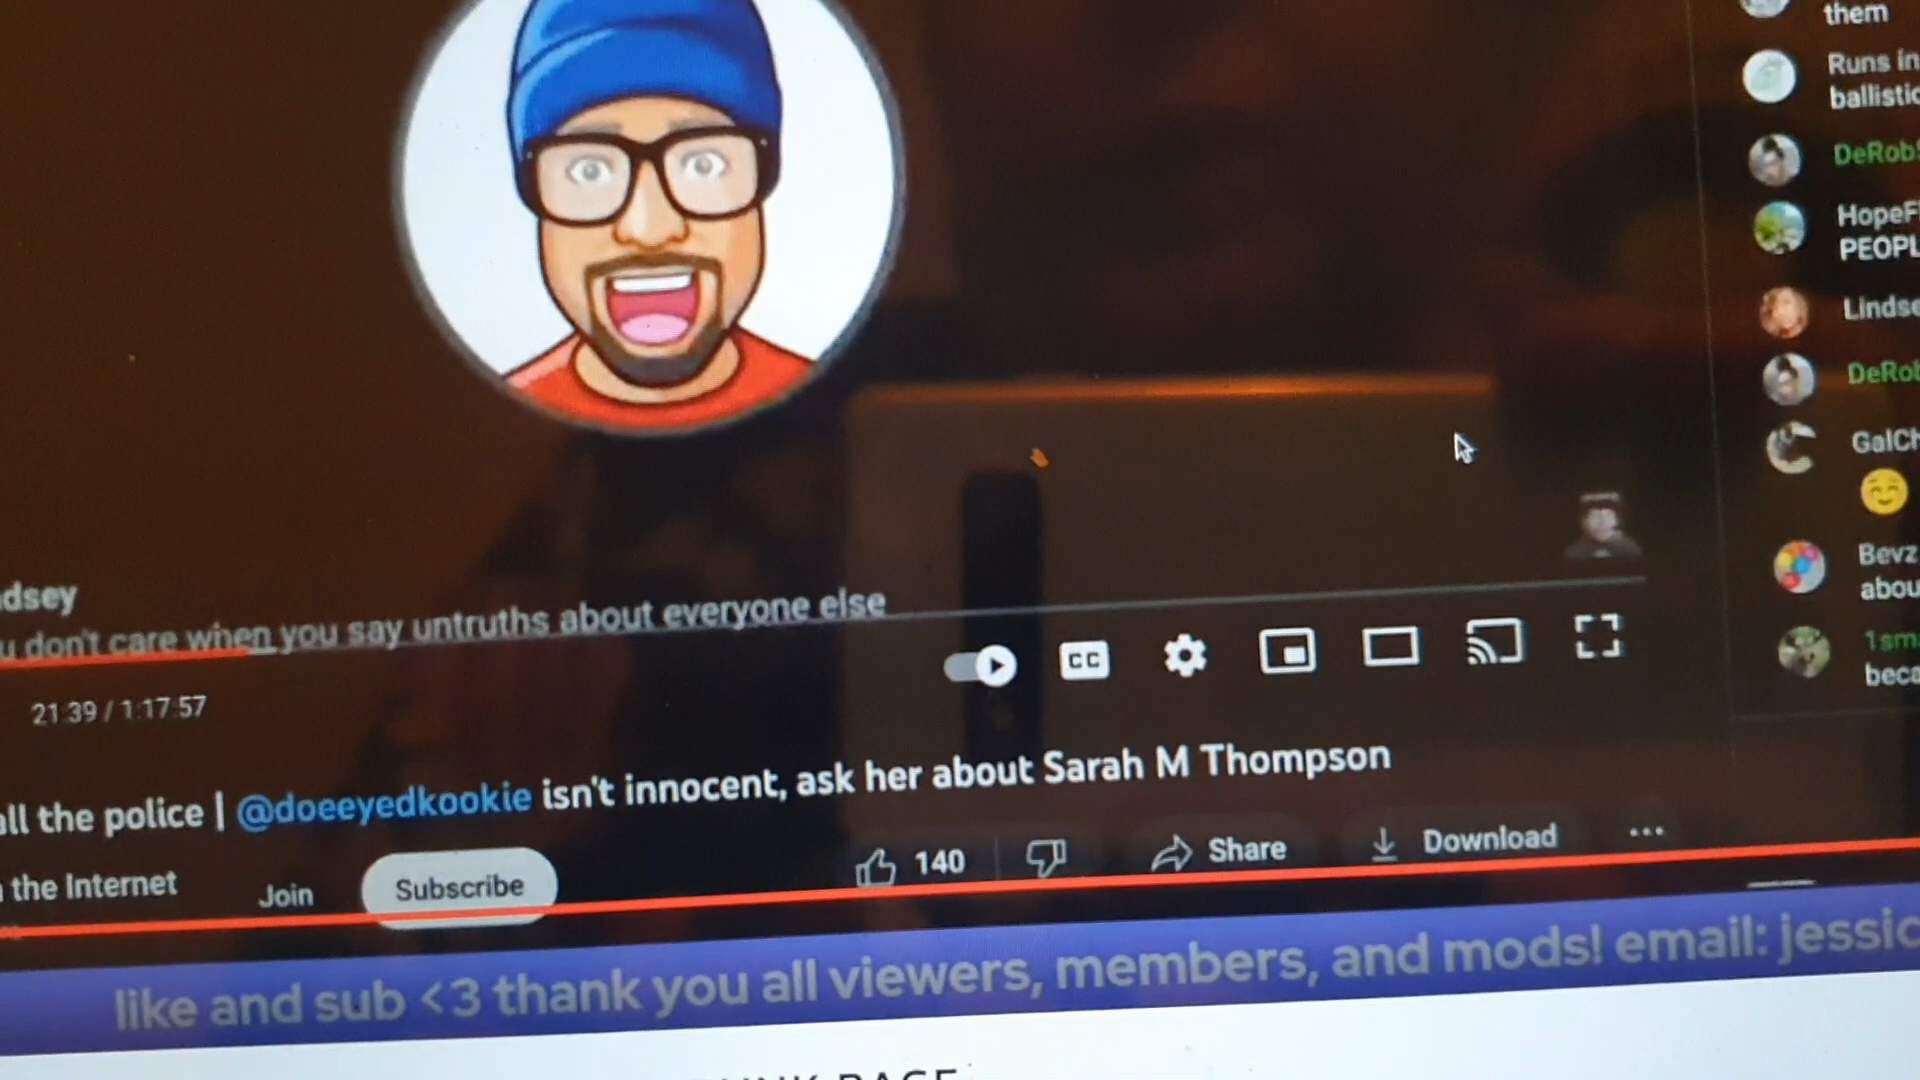 them
Runs in
ballistic
DeRobS
HopeF
PEOPL
Lindse
DeRob
GalCh
Bevz
abou
1sm
beca
dsey
u don't care when you say untruths about everyone else
CC
21:39 / 1:17:57
all the police | @doeeyedkookie isn't innocent, ask her about Sarah M Thompson
the Internet
Join
Subscribe
140
Share
Download
like and sub <3 thank you all viewers, members, and mods! email: jessic